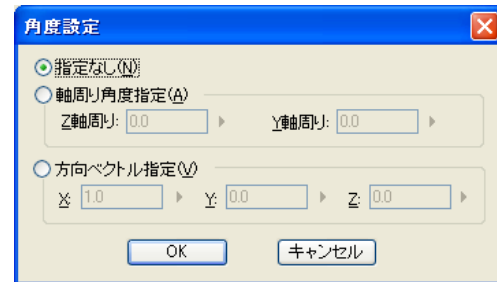 角度設定
指定なし(N)
軸周り角度指定(A)
Z軸周り: 0.0 Y軸周り: 0.0
方向ベクトル指定(V)
X: 1.0 Y: 0.0 Z: 0.0
OK キャンセル